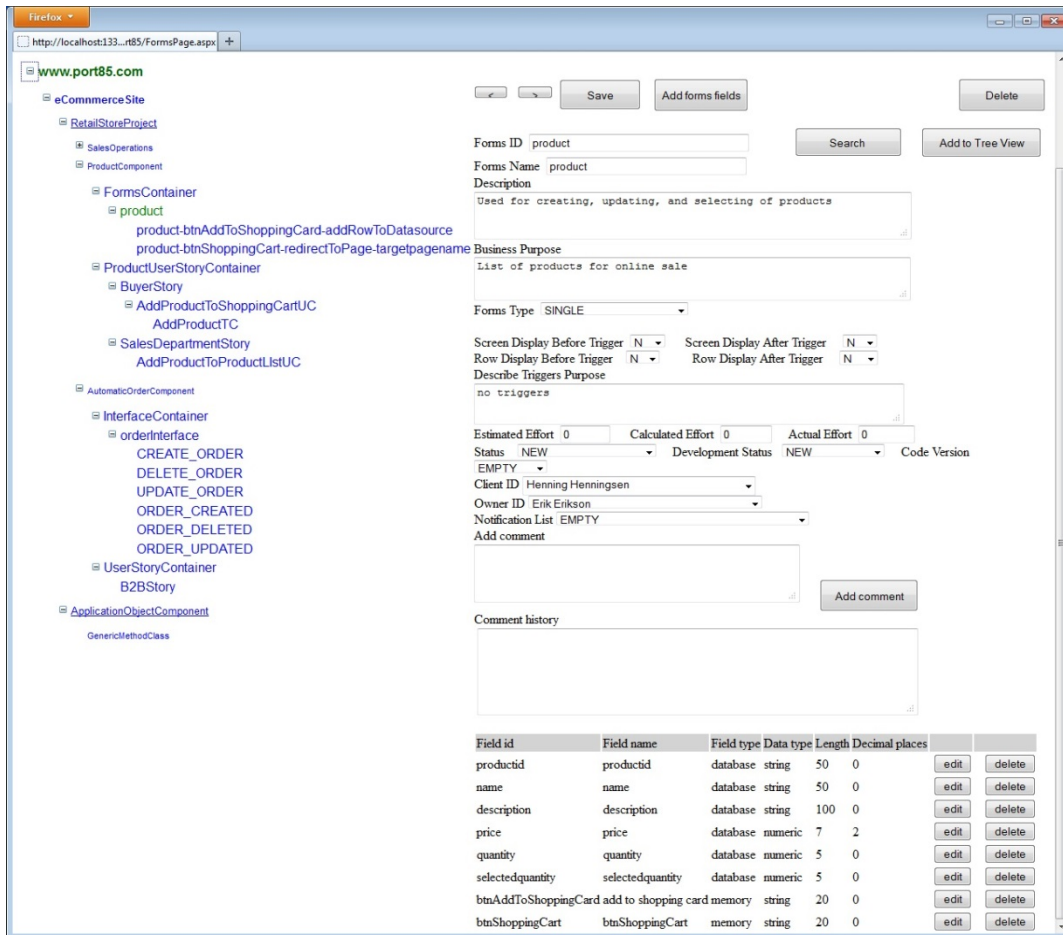 Firefox
http://localhost:133...rt85/FormsPage.aspx +
www.port85.com
eComnmerceSite
RetailStoreProject
SalesOperations
ProductComponent
FormsContainer
product
product-btnAddToShoppingCard-addRowToDatasource
product-btnShoppingCart-redirectToPage-targetpagename
ProductUserStoryContainer
BuyerStory
AddProductToShoppingCartUC
AddProductTC
SalesDepartmentStory
AddProductToProductLIstUC
AutomaticOrderComponent
InterfaceContainer
orderInterface
CREATE_ORDER
DELETE_ORDER
UPDATE_ORDER
ORDER_CREATED
ORDER_DELETED
ORDER_UPDATED
UserStoryContainer
B2BStory
ApplicationObjectComponent
GenericMethodClass
< > Save Add forms fields Delete
Forms ID product Search Add to Tree View
Forms Name product
Description
Used for creating, updating, and selecting of products
Business Purpose
List of products for online sale
Forms Type SINGLE
Screen Display Before Trigger N Screen Display After Trigger N
Row Display Before Trigger N Row Display After Trigger N
Describe Triggers Purpose
no triggers
Estimated Effort 0 Calculated Effort 0 Actual Effort 0
Status NEW Development Status NEW Code Version
EMPTY
Client ID Henning Henningsen
Owner ID Erik Erikson
Notification List EMPTY
Add comment
Add comment
Comment history
Field id Field name Field type Data type Length Decimal places
productid productid database string 50 0 edit delete
name name database string 50 0 edit delete
description description database string 100 0 edit delete
price price database numeric 7 2 edit delete
quantity quantity database numeric 5 0 edit delete
selectedquantity selectedquantity database numeric 5 0 edit delete
btnAddToShoppingCard add to shopping card memory string 20 0 edit delete
btnShoppingCart btnShoppingCart memory string 20 0 edit delete